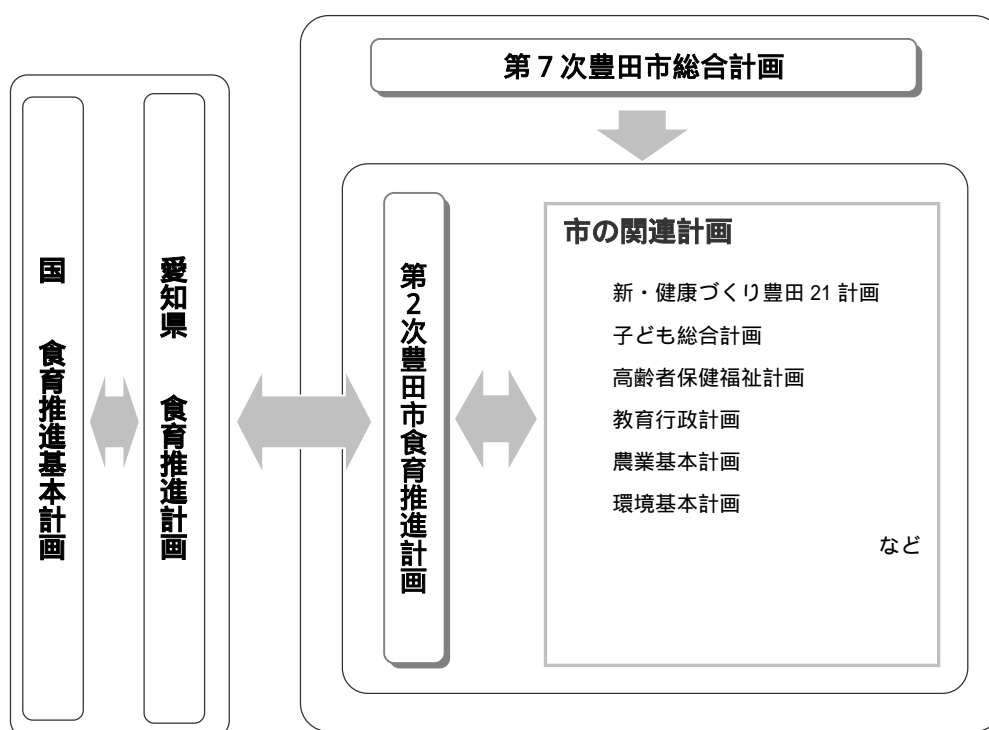 第7次豊田市総合計画
国　食育推進基本計画
愛知県　食育推進計画
第2次豊田市食育推進計画
市の関連計画
新・健康づくり豊田21計画
子ども総合計画
高齢者保健福祉計画
教育行政計画
農業基本計画
環境基本計画
など